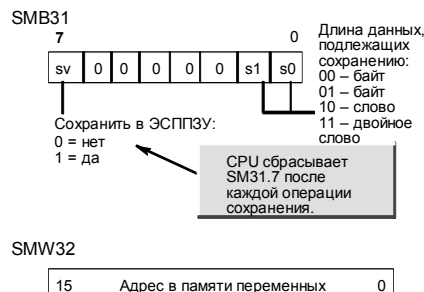 SMB31
7 0
sv 0 0 0 0 0 s1 s0
Длина данных,
подлежащих
сохранению:
00 – байт
01 – байт
10 – слово
11 – двойное
слово
Сохранить в ЭСППЗУ:
0 = нет
1 = да
CPU сбрасывает
SM31.7 после
каждой операции
сохранения.
SMW32
15 Адрес в памяти переменных 0